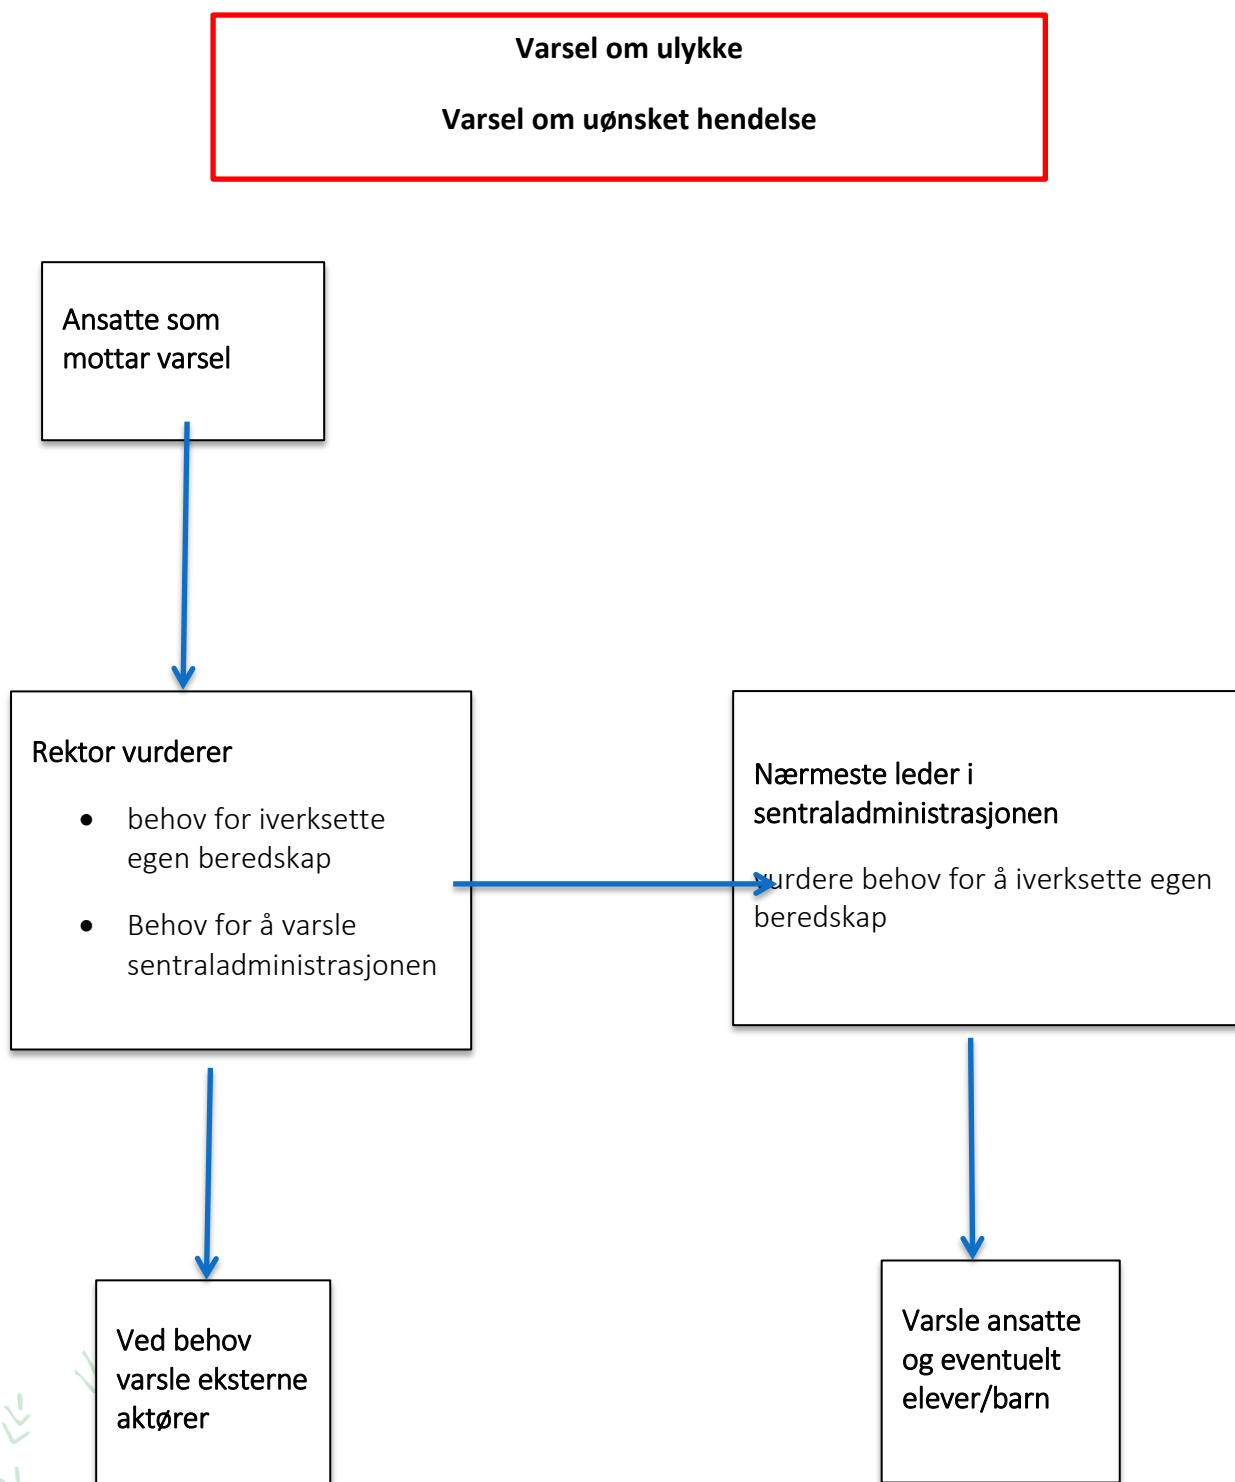 Varsel om ulykke
Varsel om uønsket hendelse
Ansatte som
mottar varsel
Rektor vurderer
• behov for iverksette
egen beredskap
• Behov for å varsle
sentraladministrasjonen
Nærmeste leder i
sentraladministrasjonen
vurdere behov for å iverksette egen
beredskap
Ved behov
varsle eksterne
aktører
Varsle ansatte
og eventuelt
elever/barn